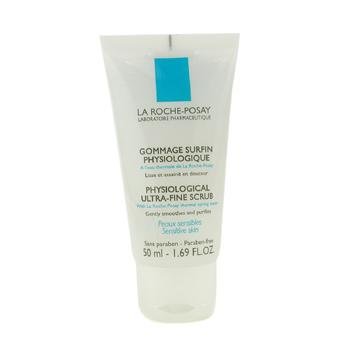 LA ROCHE-POSAY
LABORATOIRE PHARMACEUTIQUE
GOMMAGE SURFIN
PHYSIOLOGIQUE
A l'eau thermale de La Roche-Posay
Lisse et assainit en douceur
PHYSIOLOGICAL
ULTRA-FINE SCRUB
With La Roche-Posay thermal spring water
Gently smoothes and purifies
Peaux sensibles
Sensitive skin
Sans paraben - Paraben-free
50 ml - 1.69 FL.OZ.